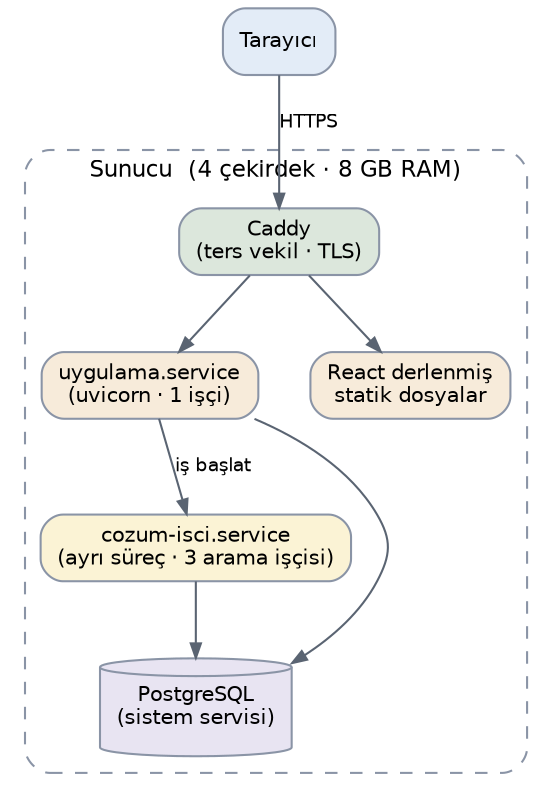 Tarayıcı
HTTPS
Sunucu  (4 çekirdek · 8 GB RAM)
Caddy
(ters vekil · TLS)
uygulama.service
(uvicorn · 1 işçi)
React derlenmiş
statik dosyalar
iş başlat
cozum-isci.service
(ayrı süreç · 3 arama işçisi)
PostgreSQL
(sistem servisi)